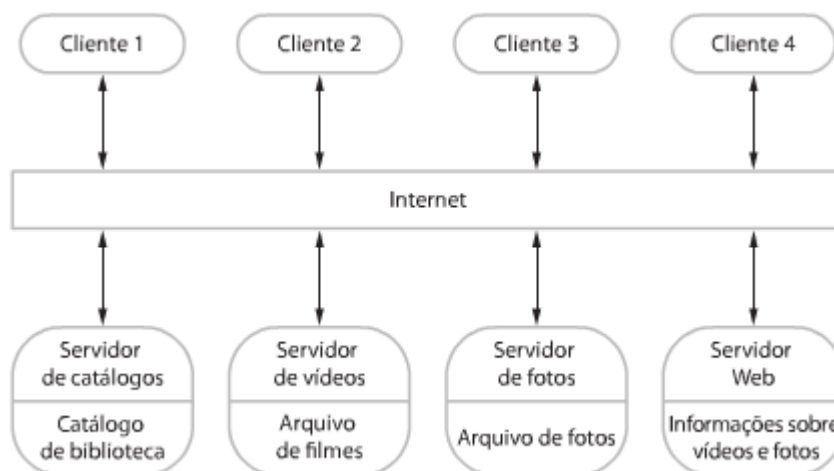 Cliente 1
Cliente 2
Cliente 3
Cliente 4
Internet
Servidor
de catálogos
Catálogo
de biblioteca
Servidor
de vídeos
Arquivo
de filmes
Servidor
de fotos
Arquivo de fotos
Servidor
Web
Informações sobre
vídeos e fotos